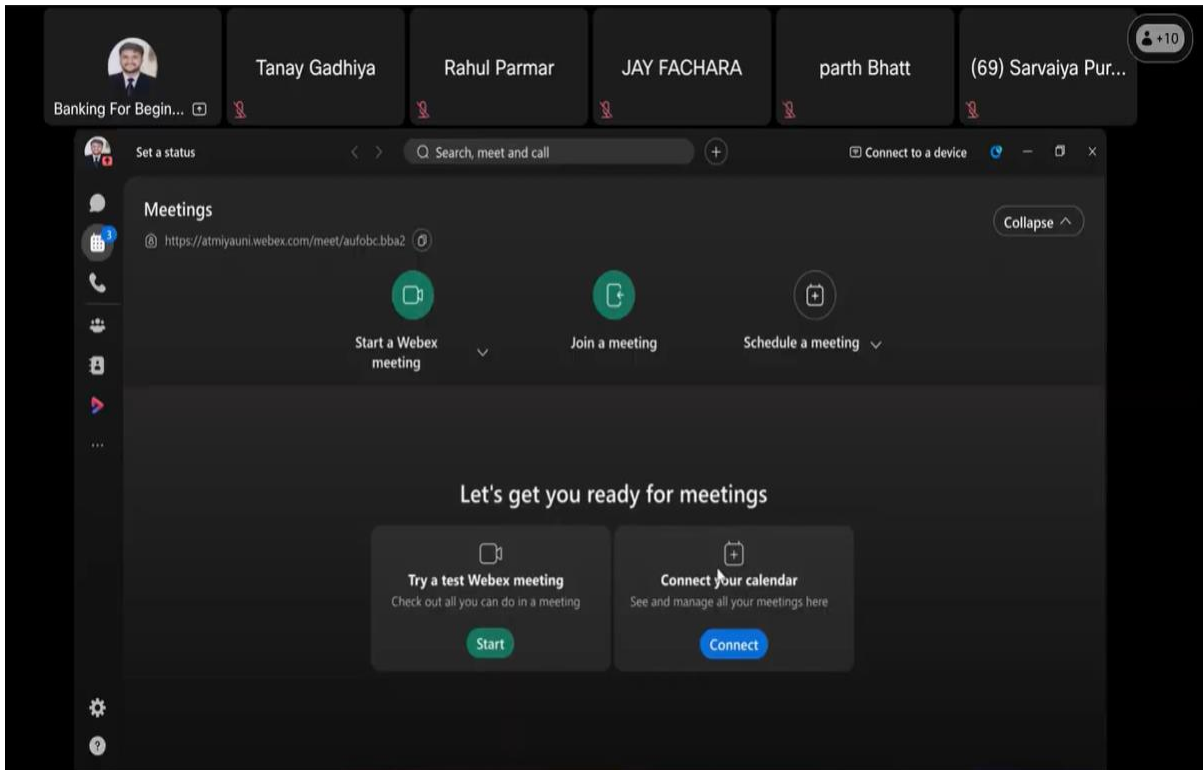 +10
Tanay Gadhiya
Rahul Parmar
JAY FACHARA
parth Bhatt
(69) Sarvaiya Pur...
Banking For Begin...
Set a status
Search, meet and call
Connect to a device
Meetings
Collapse
3
https://atmiyauni.webex.com/meet/aufobc.bba2
Start a Webex
meeting
Join a meeting
Schedule a meeting
Let's get you ready for meetings
Try a test Webex meeting
Check out all you can do in a meeting
Start
Connect your calendar
See and manage all your meetings here
Connect